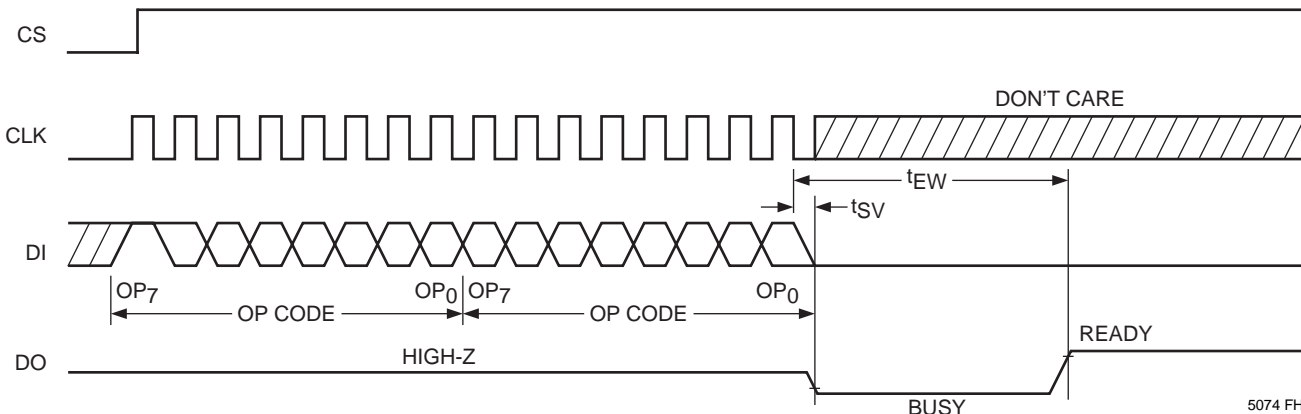 CS
DON'T CARE
CLK
tEW
tSV
DI
OP7 OP0 OP7 OP0
OP CODE OP CODE
READY
HIGH-Z
DO
BUSY
5074 FH